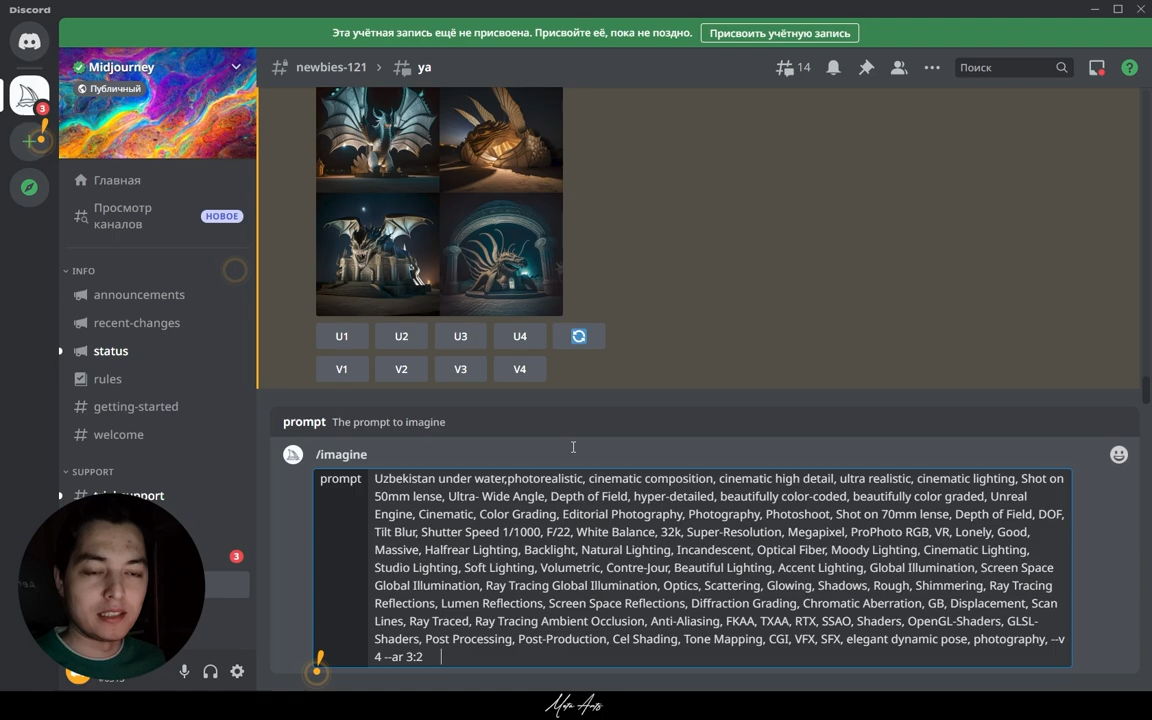 Discord
Эта учётная запись ещё не присвоена. Присвойте её, пока не поздно.
Присвоить учётную запись
Midjourney
Публичный
newbies-121
ya
14
Поиск
3
Главная
Просмотр
каналов
НОВОЕ
INFO
announcements
recent-changes
status
rules
getting-started
welcome
SUPPORT
3
U1
U2
U3
U4
V1
V2
V3
V4
prompt The prompt to imagine
/imagine
prompt
Uzbekistan under water,photorealistic, cinematic composition, cinematic high detail, ultra realistic, cinematic lighting, Shot on
50mm lense, Ultra- Wide Angle, Depth of Field, hyper-detailed, beautifully color-coded, beautifully color graded, Unreal
Engine, Cinematic, Color Grading, Editorial Photography, Photography, Photoshoot, Shot on 70mm lense, Depth of Field, DOF,
Tilt Blur, Shutter Speed 1/1000, F/22, White Balance, 32k, Super-Resolution, Megapixel, ProPhoto RGB, VR, Lonely, Good,
Massive, Halfrear Lighting, Backlight, Natural Lighting, Incandescent, Optical Fiber, Moody Lighting, Cinematic Lighting,
Studio Lighting, Soft Lighting, Volumetric, Contre-Jour, Beautiful Lighting, Accent Lighting, Global Illumination, Screen Space
Global Illumination, Ray Tracing Global Illumination, Optics, Scattering, Glowing, Shadows, Rough, Shimmering, Ray Tracing
Reflections, Lumen Reflections, Screen Space Reflections, Diffraction Grading, Chromatic Aberration, GB, Displacement, Scan
Lines, Ray Traced, Ray Tracing Ambient Occlusion, Anti-Aliasing, FKAA, TXAA, RTX, SSAO, Shaders, OpenGL-Shaders, GLSL-
Shaders, Post Processing, Post-Production, Cel Shading, Tone Mapping, CGI, VFX, SFX, elegant dynamic pose, photography, --v
4 --ar 3:2